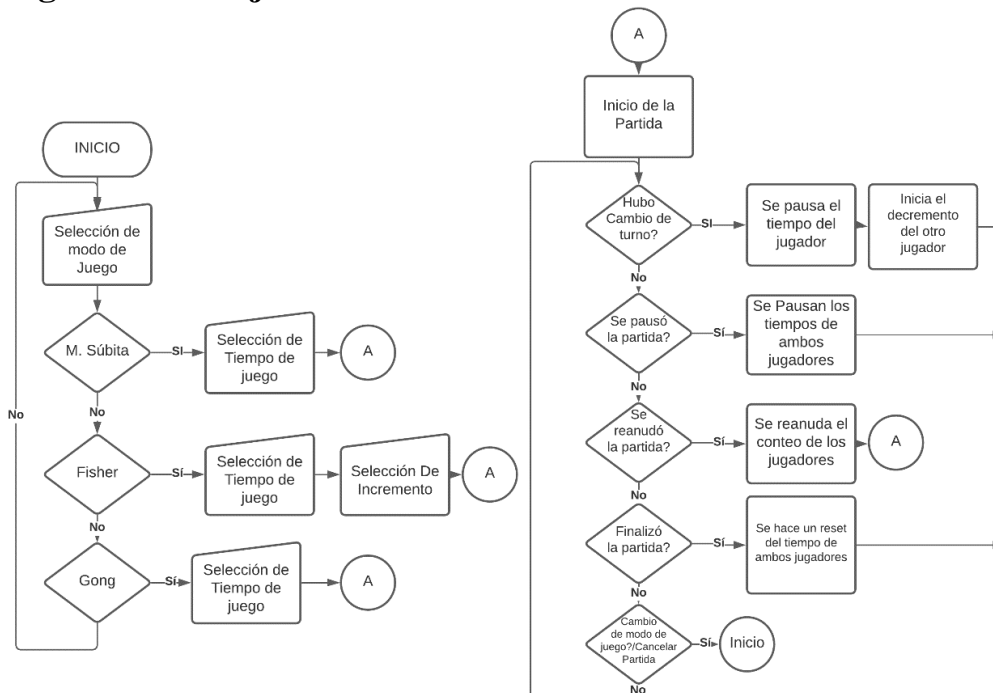 INICIO
Selección de
modo de
Juego
M. Súbita
SI
Selección de
Tiempo de
juego
A
No
No
Fisher
Sí
Selección de
Tiempo de
juego
Selección De
Incremento
A
No
Gong
Sí
Selección de
Tiempo de
juego
A
A
Inicio de la
Partida
Hubo
Cambio de
turno?
SI
Se pausa el
tiempo del
jugador
Inicia el
decremento
del otro
jugador
No
Se pausó
la partida?
Sí
Se Pausan los
tiempos de
ambos
jugadores
No
Se
reanudó
la partida?
Sí
Se reanuda el
conteo de los
jugadores
A
No
Finalizó
la partida?
Sí
Se hace un reset
del tiempo de
ambos jugadores
No
Cambio
de modo de
juego?/Cancelar
Partida
Sí
Inicio
No